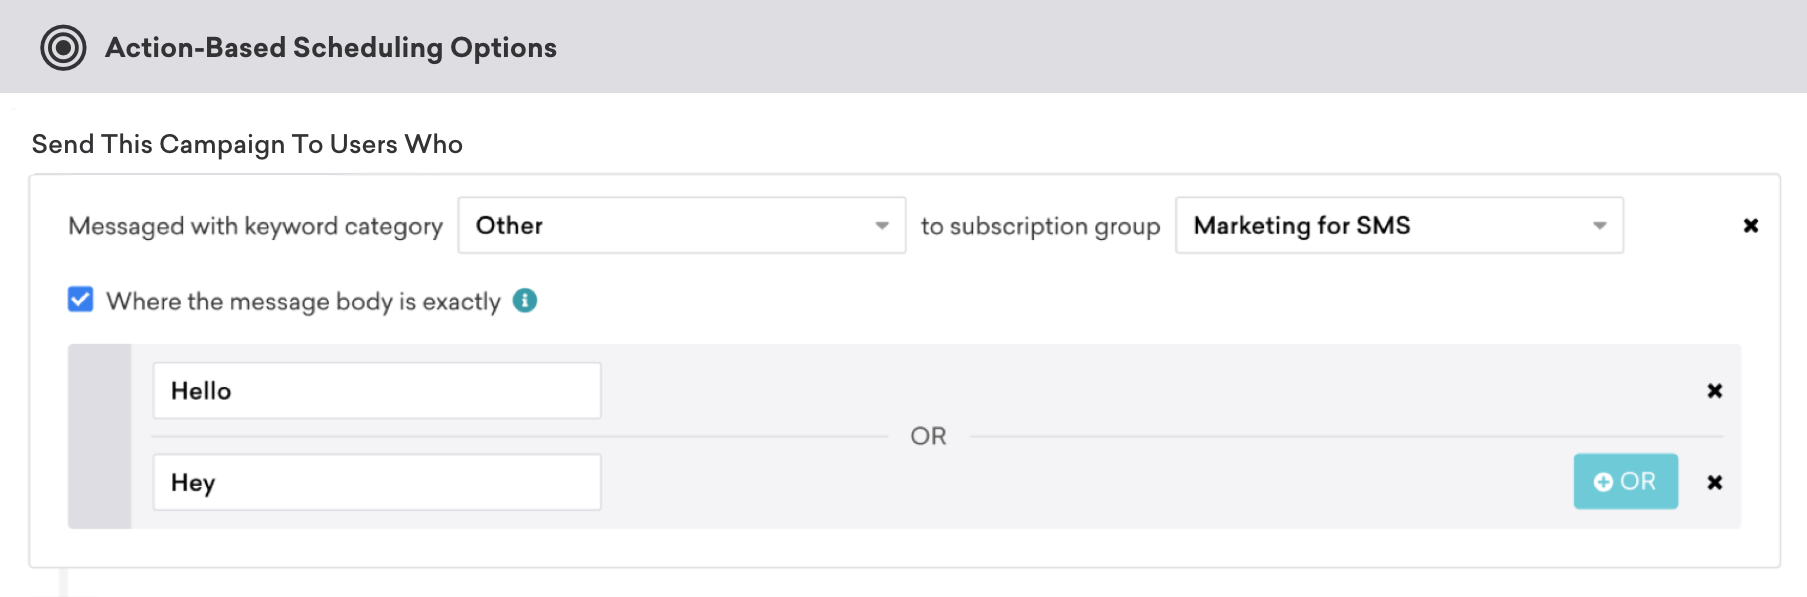 Action-Based Scheduling Options
Send This Campaign To Users Who
Messaged with keyword category Other to subscription group Marketing for SMS
Where the message body is exactly
Hello
OR
Hey OR